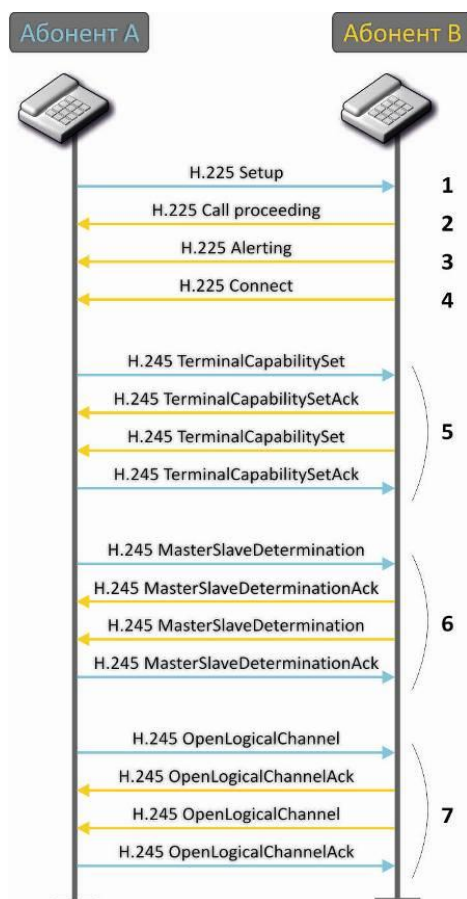 Абонент А
Абонент В
H.225 Setup
1
H.225 Call proceeding
2
H.225 Alerting
3
H.225 Connect
4
H.245 TerminalCapabilitySet
H.245 TerminalCapabilitySetAck
5
H.245 TerminalCapabilitySet
H.245 TerminalCapabilitySetAck
H.245 MasterSlaveDetermination
H.245 MasterSlaveDeterminationAck
6
H.245 MasterSlaveDetermination
H.245 MasterSlaveDeterminationAck
H.245 OpenLogicalChannel
H.245 OpenLogicalChannelAck
7
H.245 OpenLogicalChannel
H.245 OpenLogicalChannelAck